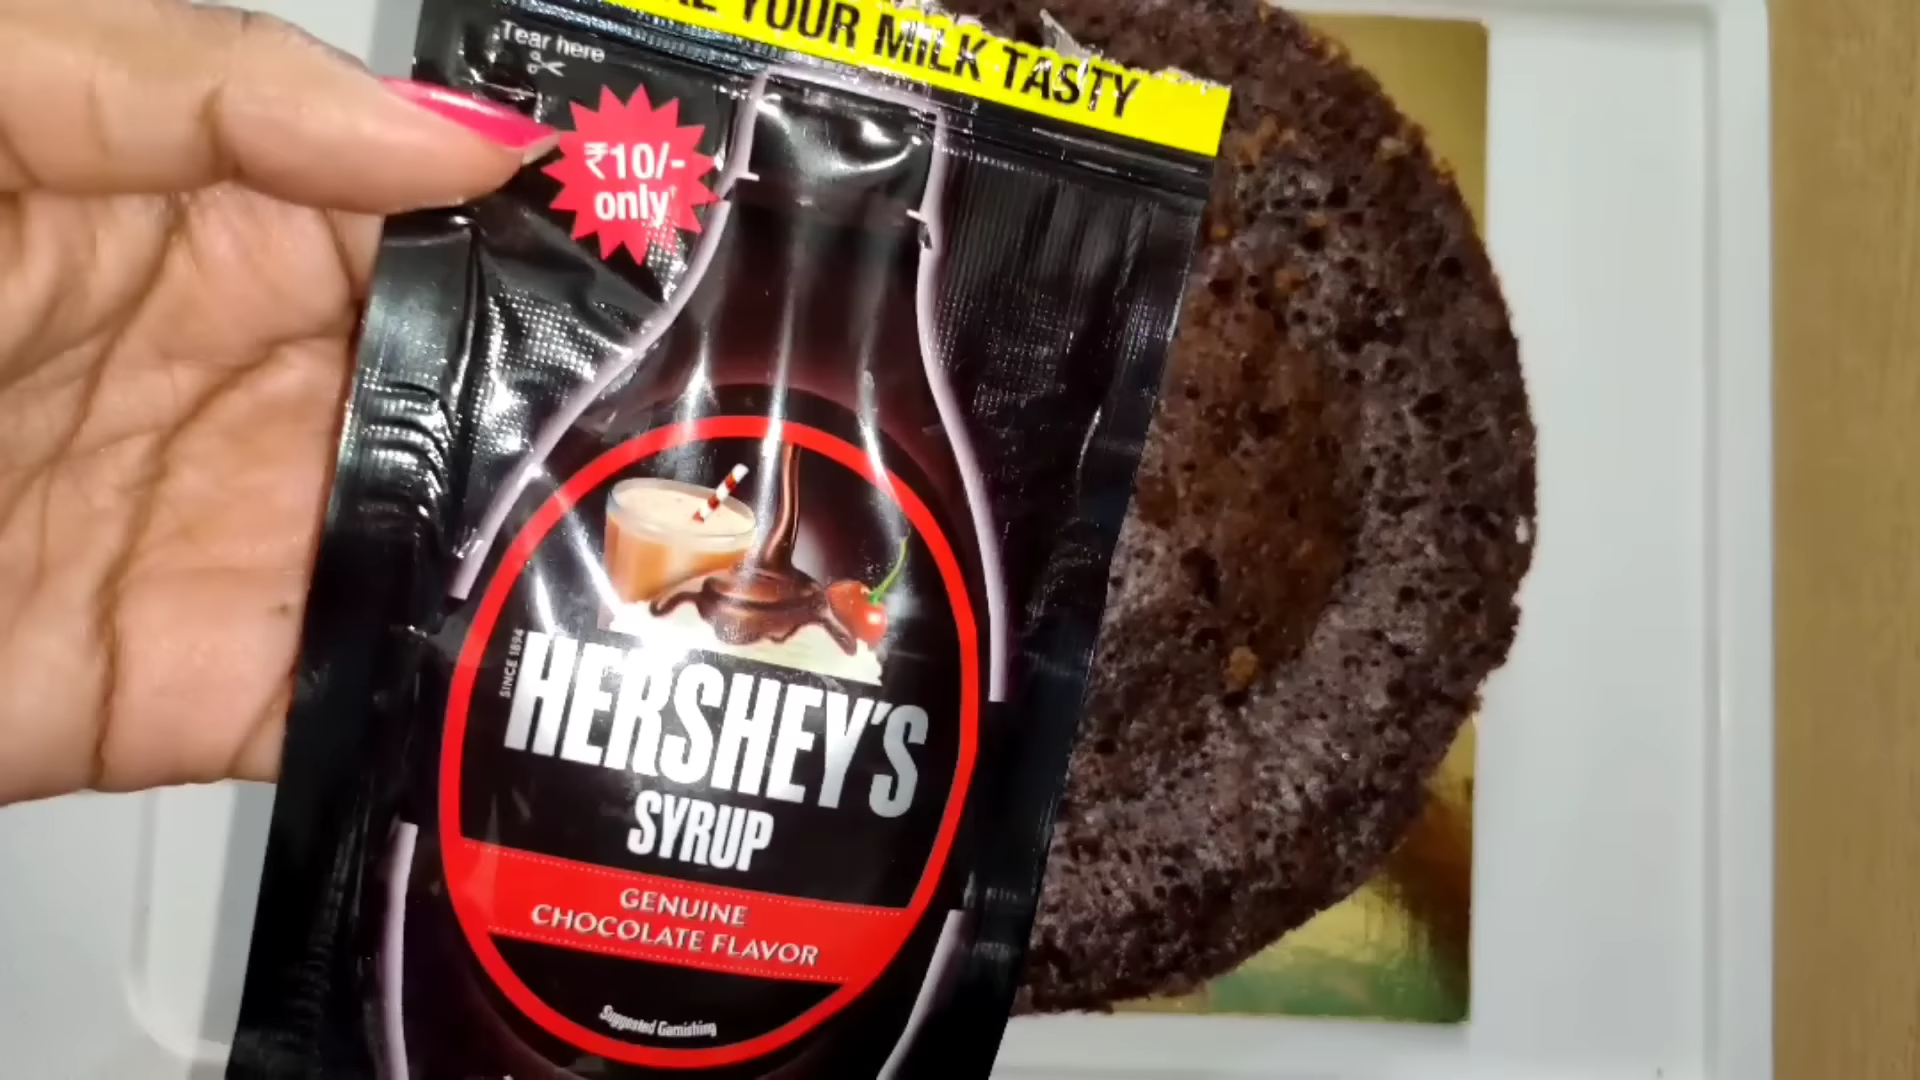 YOUR MILK TASTY
Tear here
₹10/-
only
SINCE 1894
HERSHEY'S
SYRUP
GENUINE
CHOCOLATE FLAVOR
Suggested Garnishing